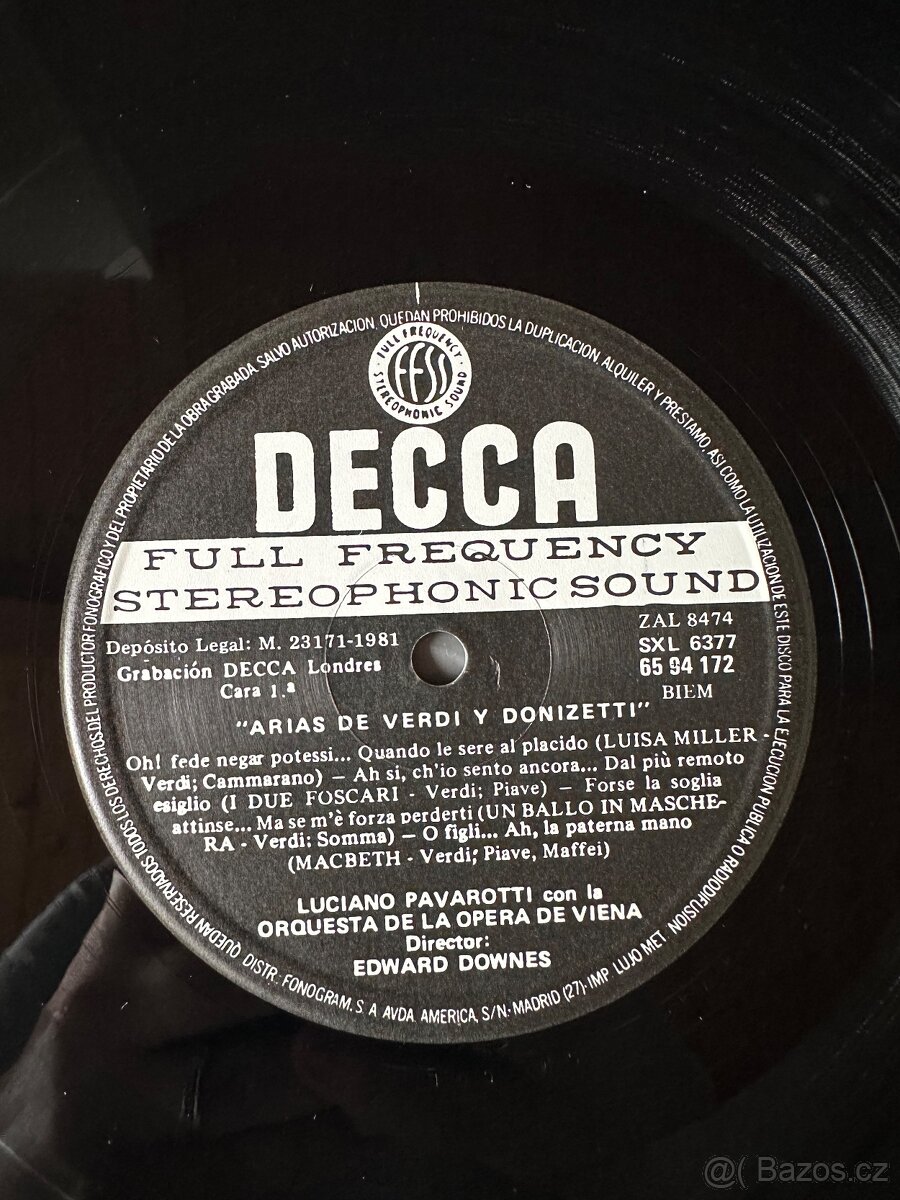 QUEDAN RESERVADOS TODOS LOS DERECHOS DEL PRODUCTOR FONOGRAFICO Y DEL PROPIETARIO DE LA OBRA GRABADA. SALVO AUTORIZACION, QUEDAN PROHIBIDOS LA DUPLICACION, ALQUILER Y PRESTAMO, ASI COMO LA UTILIZACION DE ESTE DISCO PARA LA EJECUCION PUBLICA O RADIODIFUSION
FULL FREQUENCY
FFSS
STEREOPHONIC SOUND
DECCA
FULL FREQUENCY
STEREOPHONIC SOUND
ZAL 8474
Depósito Legal: M. 23171-1981
SXL 6377
Grabación DECCA Londres
65 94 172
Cara 1.ª
BIEM
"ARIAS DE VERDI Y DONIZETTI"
Oh! fede negar potessi... Quando le sere al placido (LUISA MILLER -
Verdi; Cammarano) — Ah si, ch'io sento ancora... Dal più remoto
esiglio (I DUE FOSCARI - Verdi; Piave) — Forse la soglia
attinse... Ma se m'è forza perderti (UN BALLO IN MASCHE-
RA - Verdi; Somma) — O figli... Ah, la paterna mano
(MACBETH - Verdi; Piave, Maffei)
LUCIANO PAVAROTTI con la
ORQUESTA DE LA OPERA DE VIENA
Director:
EDWARD DOWNES
DISTR.: FONOGRAM, S. A. AVDA. AMERICA, S/N - MADRID (27) - IMP. LUJO MET.
@( Bazos.cz